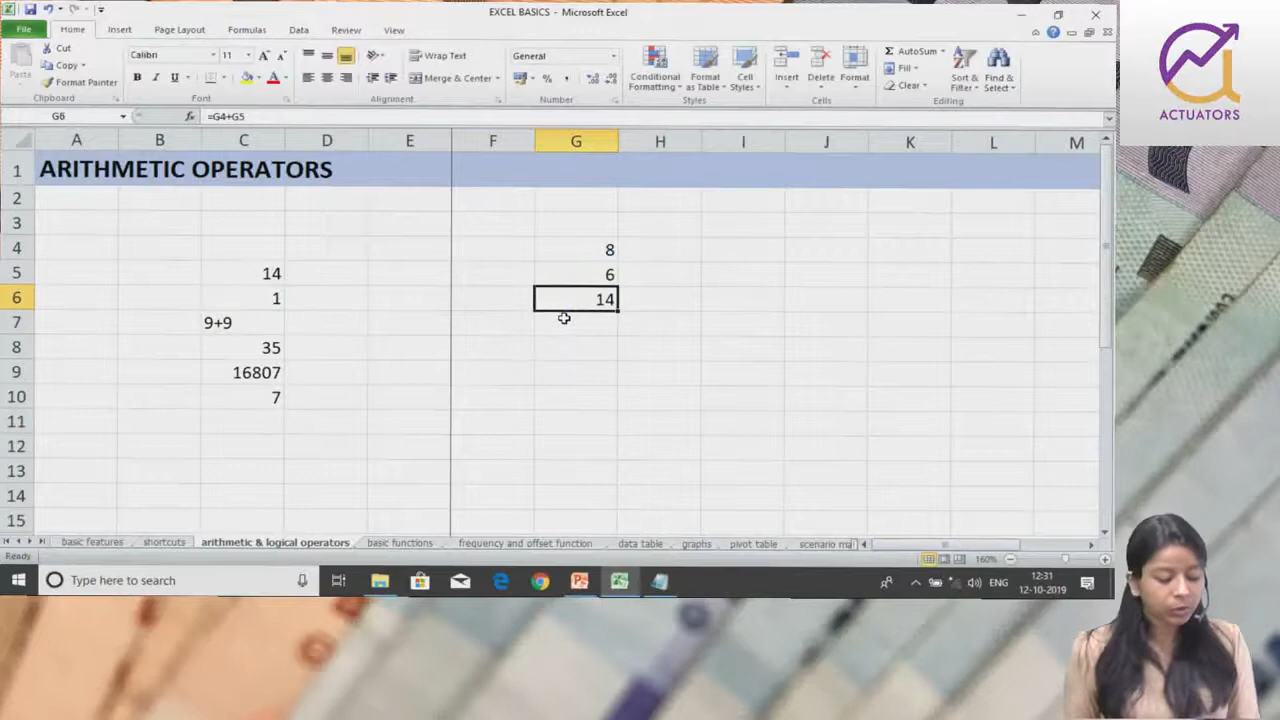 EXCEL BASICS - Microsoft Excel
File Home Insert Page Layout Formulas Data Review View
Paste
Cut
Copy
Format Painter
Clipboard
Calibri 11
B I U
Font
Wrap Text
Merge & Center
Alignment
General
%
Number
Conditional Formatting
Format as Table
Cell Styles
Styles
Insert Delete Format
Cells
AutoSum
Fill
Clear
Sort & Filter
Find & Select
Editing
ACTUATORS
G6 fx =G4+G5
A B C D E F G H I J K L M
1 ARITHMETIC OPERATORS
2
3
4 8
5 14 6
6 1 14
7 9+9
8 35
9 16807
10 7
11
12
13
14
15
basic features shortcuts arithmetic & logical operators basic functions frequency and offset function data table graphs pivot table scenario ma
Ready 160%
Type here to search ENG 12:31
12-10-2019